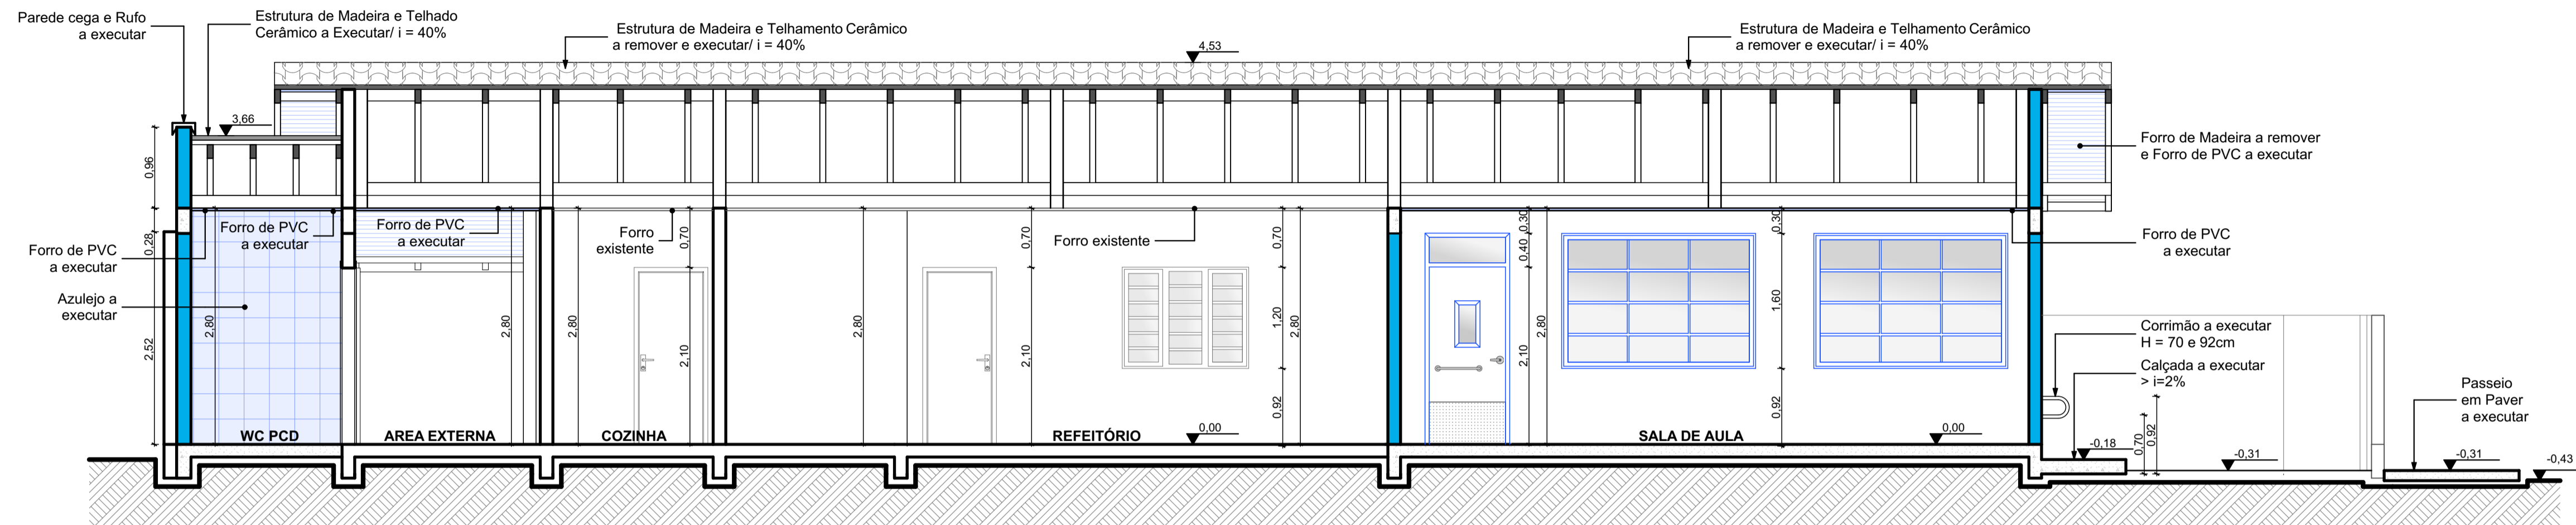 Parede cega e Rufo
a executar
Estrutura de Madeira e Telhado
Cerâmico a Executar/ i = 40%
Estrutura de Madeira e Telhamento Cerâmico
a remover e executar/ i = 40%
4,53
Estrutura de Madeira e Telhamento Cerâmico
a remover e executar/ i = 40%
3,66
0,96
0,28
2,52
Forro de Madeira a remover
e Forro de PVC a executar
Forro de PVC
a executar
Forro de PVC
a executar
Forro de PVC
a executar
Forro
existente
Forro existente
Forro de PVC
a executar
Azulejo a
executar
2,80
2,80
2,80
0,70
2,10
2,80
0,70
2,10
0,70
1,20
0,92
2,80
0,30
0,40
2,10
2,80
0,30
1,60
0,92
Corrimão a executar
H = 70 e 92cm
Calçada a executar
> i=2%
Passeio
em Paver
a executar
WC PCD
AREA EXTERNA
COZINHA
REFEITÓRIO
0,00
SALA DE AULA
0,00
-0,18
0,70
0,92
-0,31
-0,31
-0,43